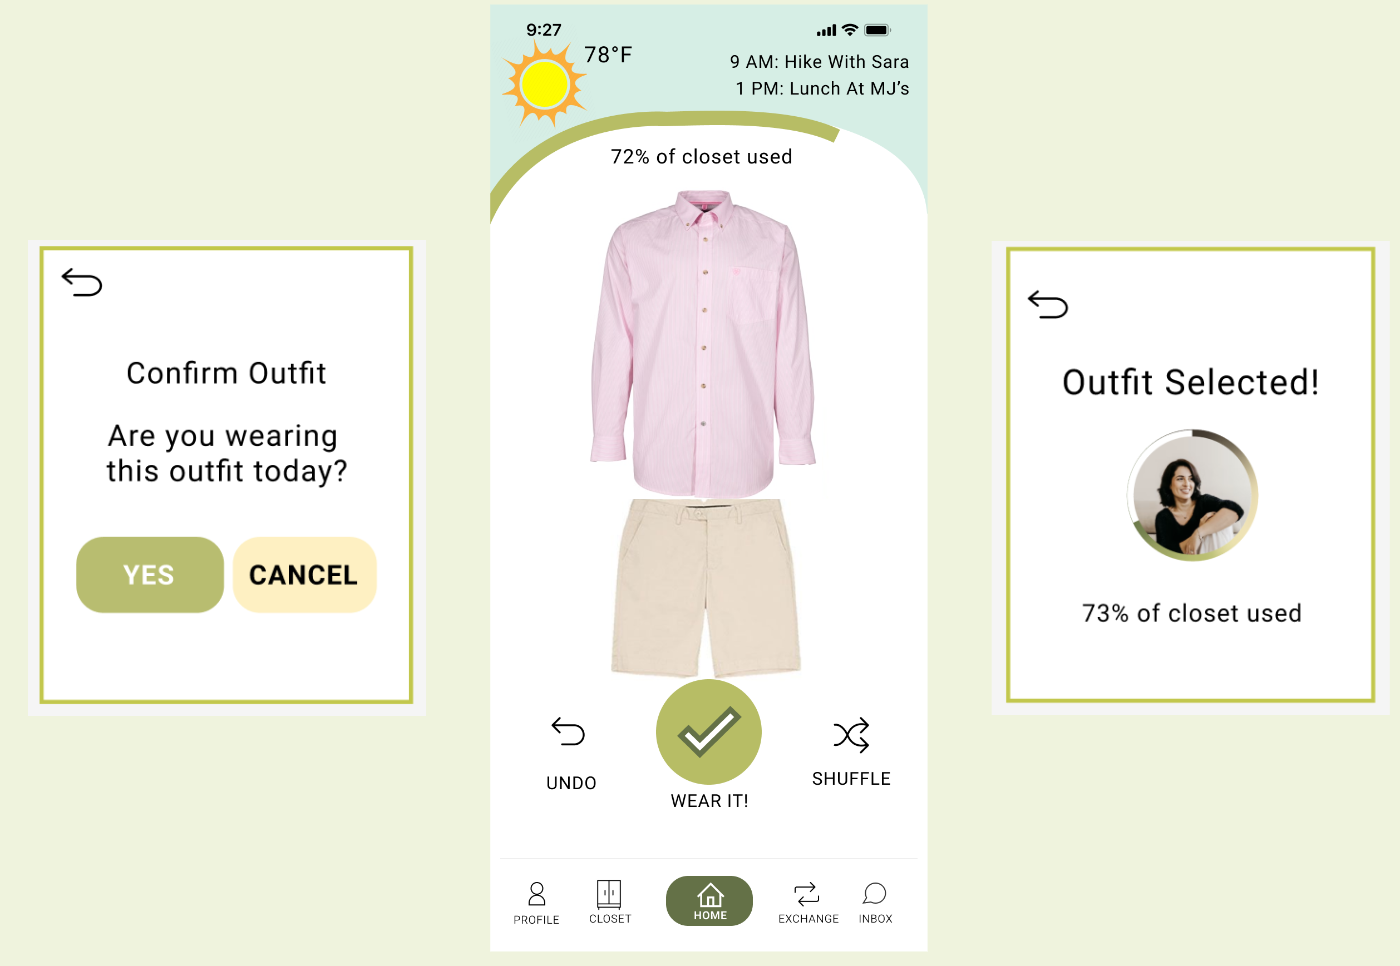 Confirm Outfit
Are you wearing
this outfit today?
YES
CANCEL
9:27
78°F
9 AM: Hike With Sara
1 PM: Lunch At MJ's
72% of closet used
UNDO
WEAR IT!
SHUFFLE
PROFILE
CLOSET
HOME
EXCHANGE
INBOX
Outfit Selected!
73% of closet used